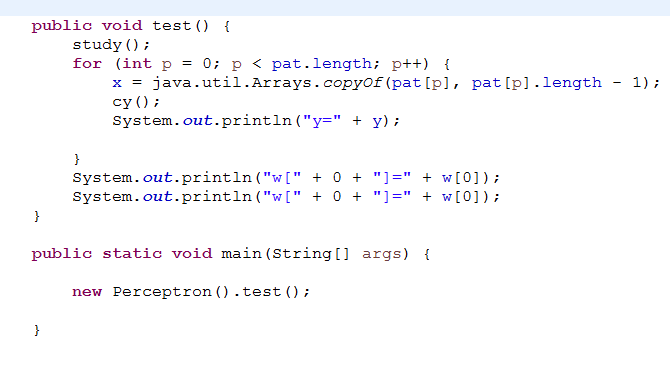 public void test() {
study();
for (int p = 0; p < pat.length; p++) {
x = java.util.Arrays.copyOf(pat[p], pat[p].length - 1);
cy();
System.out.println("y=" + y);
}
System.out.println("w[" + 0 + "]=" + w[0]);
System.out.println("w[" + 0 + "]=" + w[0]);
}
public static void main(String[] args) {
new Perceptron().test();
}